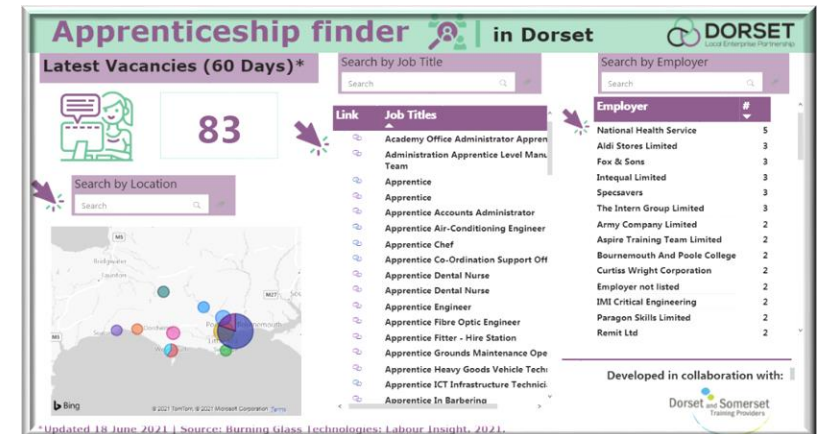 Apprenticeship finder in Dorset
DORSET
Local Enterprise Partnership
Latest Vacancies (60 Days)*
83
Search by Location
Search
M5
Bridgwater
Taunton
M27
M5
Bing
© 2021 TomTom © 2021 Microsoft Corporation Terms
Search by Job Title
Search
Link Job Titles
Academy Office Administrator Appren
Administration Apprentice Level Manu
Team
Apprentice
Apprentice
Apprentice Accounts Administrator
Apprentice Air-Conditioning Engineer
Apprentice Chef
Apprentice Co-Ordination Support Off
Apprentice Dental Nurse
Apprentice Dental Nurse
Apprentice Engineer
Apprentice Fibre Optic Engineer
Apprentice Fitter - Hire Station
Apprentice Grounds Maintenance Ope
Apprentice Heavy Goods Vehicle Techi
Apprentice ICT Infrastructure Technici
Apprentice In Barbering
Search by Employer
Search
Employer #
National Health Service 5
Aldi Stores Limited 3
Fox & Sons 3
Intequal Limited 3
Specsavers 3
The Intern Group Limited 3
Army Company Limited 2
Aspire Training Team Limited 2
Bournemouth And Poole College 2
Curtiss Wright Corporation 2
Employer not listed 2
IMI Critical Engineering 2
Paragon Skills Limited 2
Remit Ltd 2
Developed in collaboration with:
Dorset and Somerset
Training Providers
*Updated 18 June 2021 | Source: Burning Glass Technologies: Labour Insight, 2021.